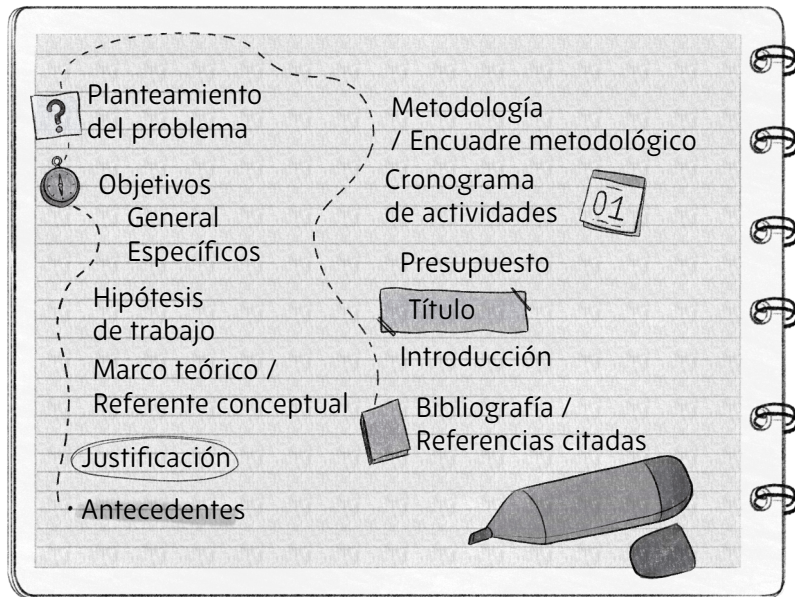 ?
Planteamiento
del problema
Objetivos
General
Específicos
Hipótesis
de trabajo
Marco teórico /
Referente conceptual
Justificación
Antecedentes
Metodología
/ Encuadre metodológico
Cronograma
de actividades
01
Presupuesto
Título
Introducción
Bibliografía /
Referencias citadas